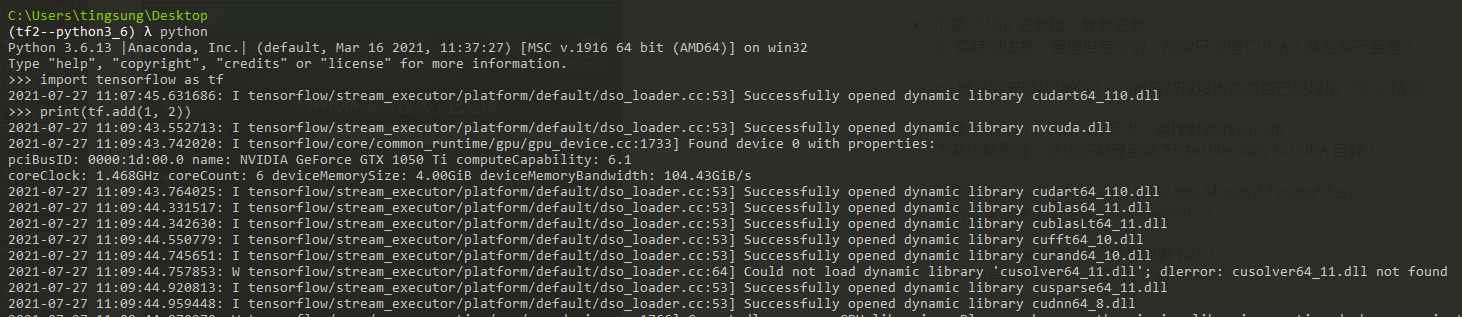 C:\Users\tingsung\Desktop
(tf2--python3_6) λ python
Python 3.6.13 |Anaconda, Inc.| (default, Mar 16 2021, 11:37:27) [MSC v.1916 64 bit (AMD64)] on win32
Type "help", "copyright", "credits" or "license" for more information.
>>> import tensorflow as tf
2021-07-27 11:07:45.631686: I tensorflow/stream_executor/platform/default/dso_loader.cc:53] Successfully opened dynamic library cudart64_110.dll
>>> print(tf.add(1, 2))
2021-07-27 11:09:43.552713: I tensorflow/stream_executor/platform/default/dso_loader.cc:53] Successfully opened dynamic library nvcuda.dll
2021-07-27 11:09:43.742020: I tensorflow/core/common_runtime/gpu/gpu_device.cc:1733] Found device 0 with properties:
pciBusID: 0000:1d:00.0 name: NVIDIA GeForce GTX 1050 Ti computeCapability: 6.1
coreClock: 1.468GHz coreCount: 6 deviceMemorySize: 4.00GiB deviceMemoryBandwidth: 104.43GiB/s
2021-07-27 11:09:43.764025: I tensorflow/stream_executor/platform/default/dso_loader.cc:53] Successfully opened dynamic library cudart64_110.dll
2021-07-27 11:09:44.331517: I tensorflow/stream_executor/platform/default/dso_loader.cc:53] Successfully opened dynamic library cublas64_11.dll
2021-07-27 11:09:44.342630: I tensorflow/stream_executor/platform/default/dso_loader.cc:53] Successfully opened dynamic library cublasLt64_11.dll
2021-07-27 11:09:44.550779: I tensorflow/stream_executor/platform/default/dso_loader.cc:53] Successfully opened dynamic library cufft64_10.dll
2021-07-27 11:09:44.745651: I tensorflow/stream_executor/platform/default/dso_loader.cc:53] Successfully opened dynamic library curand64_10.dll
2021-07-27 11:09:44.757853: W tensorflow/stream_executor/platform/default/dso_loader.cc:64] Could not load dynamic library 'cusolver64_11.dll'; dlerror: cusolver64_11.dll not found
2021-07-27 11:09:44.920813: I tensorflow/stream_executor/platform/default/dso_loader.cc:53] Successfully opened dynamic library cusparse64_11.dll
2021-07-27 11:09:44.959448: I tensorflow/stream_executor/platform/default/dso_loader.cc:53] Successfully opened dynamic library cudnn64_8.dll